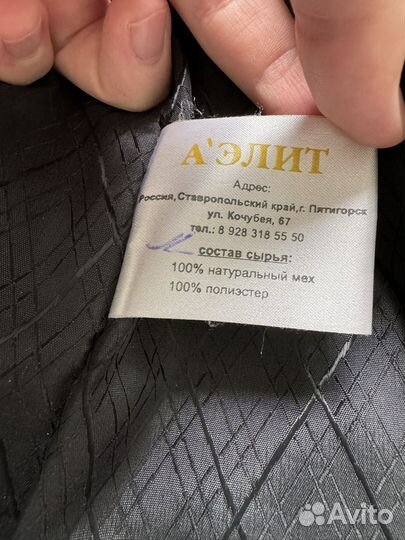 А'ЭЛИТ
Адрес:
Россия,Ставропольский край,г. Пятигорск
ул. Кочубея, 67
тел.: 8 928 318 55 50
состав сырья:
100% натуральный мех
100% полиэстер
Avito